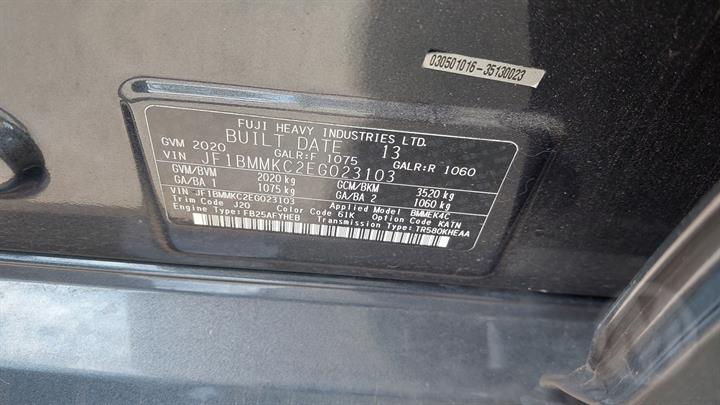 030501016-35130023
FUJI HEAVY INDUSTRIES LTD.
BUILT DATE 13
GVM 2020 GALR:F 1075 GALR:R 1060
VIN JF1BMMKC2EG023103
GVM/BVM 2020 kg GCM/BKM 3520 kg
GA/BA 1 1075 kg GA/BA 2 1060 kg
VIN JF1BMMKC2EG023103 Applied Model BMMEK4C
Trim Code J20 Color Code 61K Option Code KATN
Engine Type: FB25AFYHEB Transmission Type: TR580KHEAA